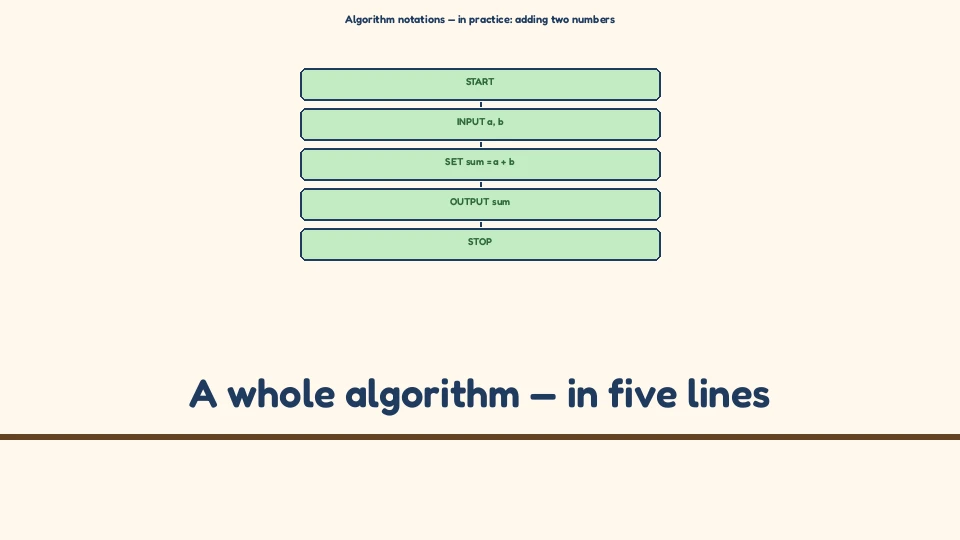 Algorithm notations — in practice: adding two numbers
START
INPUT a, b
SET sum = a + b
OUTPUT sum
STOP
A whole algorithm — in five lines